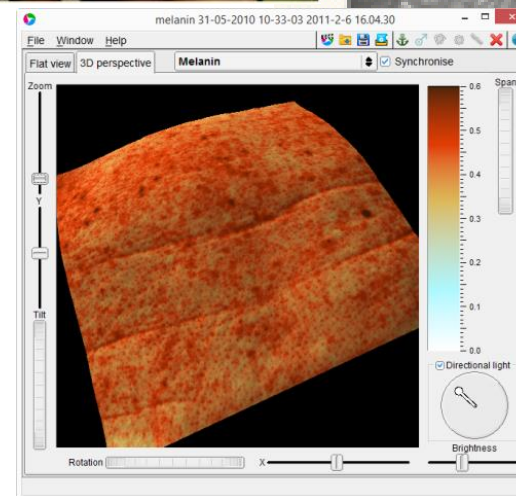 melanin 31-05-2010 10-33-03 2011-2-6 16.04.30
File Window Help
Flat view 3D perspective Melanin Synchronise
Zoom
Span
0.6
0.5
0.4
Y
0.3
0.2
Tilt
0.1
0.0
Directional light
Brightness
Rotation X